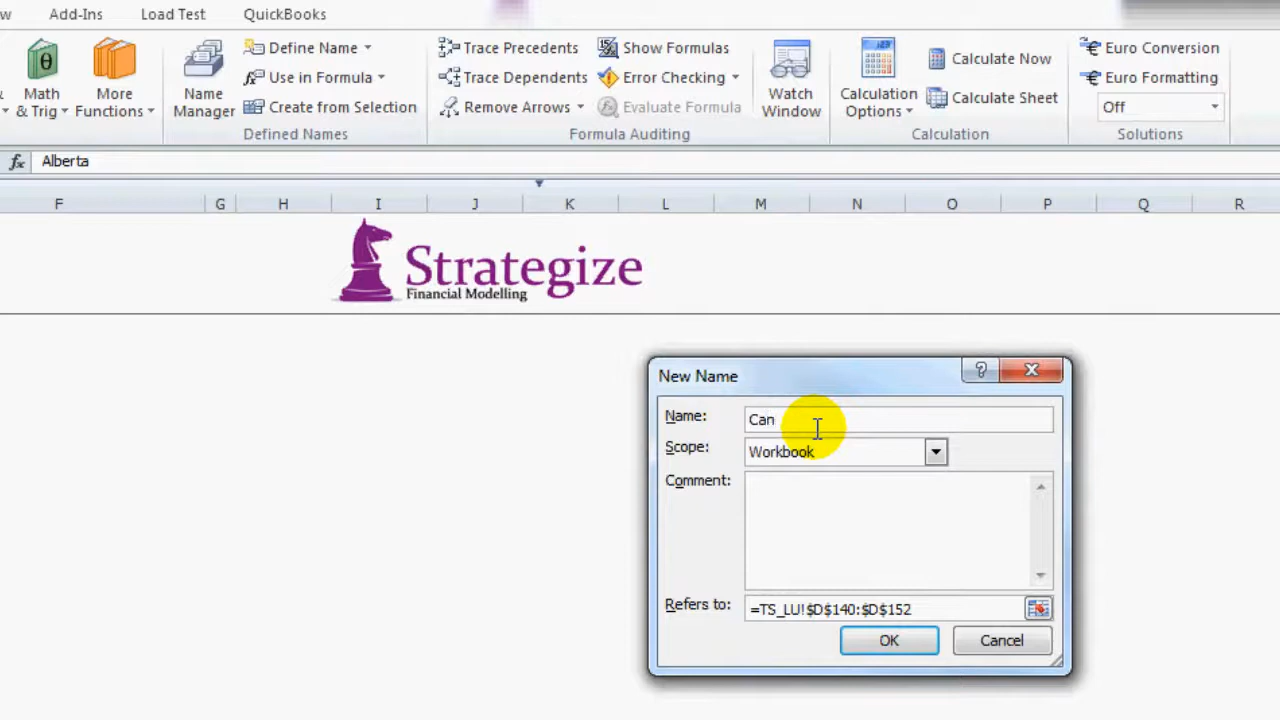 Add-Ins Load Test QuickBooks
Define Name Trace Precedents Show Formulas Calculate Now Euro Conversion
Use in Formula Trace Dependents Error Checking Euro Formatting
Math & Trig More Functions Name Manager Create from Selection Remove Arrows Evaluate Formula Watch Window Calculation Options Calculate Sheet Off
Defined Names Formula Auditing Calculation Solutions
fx Alberta
F G H I J K L M N O P Q R
Strategize
Financial Modelling
New Name
Name: Can
Scope: Workbook
Comment:
Refers to: =TS_LU!$D$140:$D$152
OK Cancel